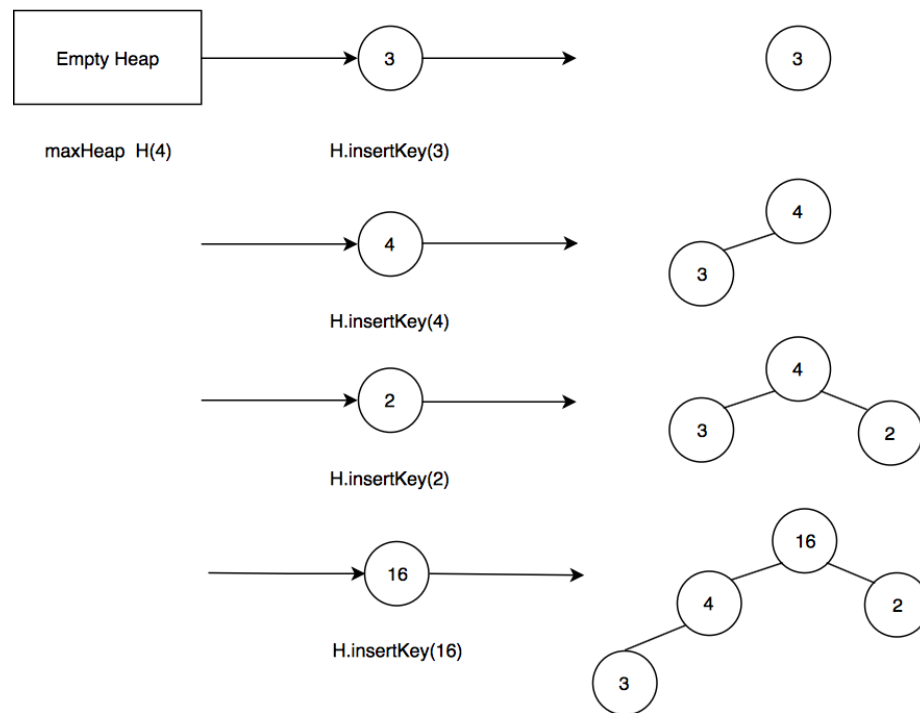 Empty Heap
3
3
maxHeap H(4)
H.insertKey(3)
4
4
3
H.insertKey(4)
4
2
3
2
H.insertKey(2)
16
16
4
2
H.insertKey(16)
3